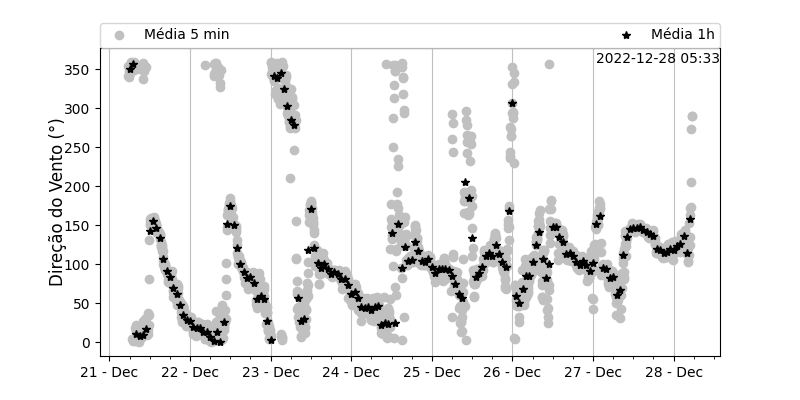 Média 5 min
Média 1h
2022-12-28 05:33
Direção do Vento (°)
350
300
250
200
150
100
50
0
21 - Dec
22 - Dec
23 - Dec
24 - Dec
25 - Dec
26 - Dec
27 - Dec
28 - Dec